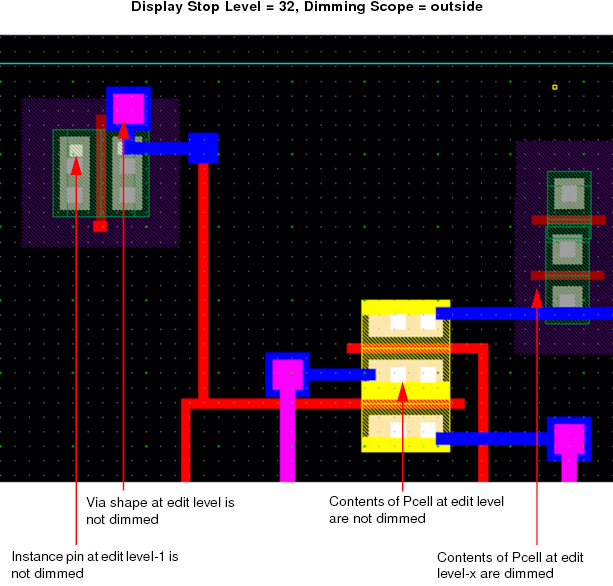 Display Stop Level = 32, Dimming Scope = outside
Via shape at edit level is
not dimmed
Contents of Pcell at edit level
are not dimmed
Instance pin at edit level-1 is
not dimmed
Contents of Pcell at edit
level-x are dimmed